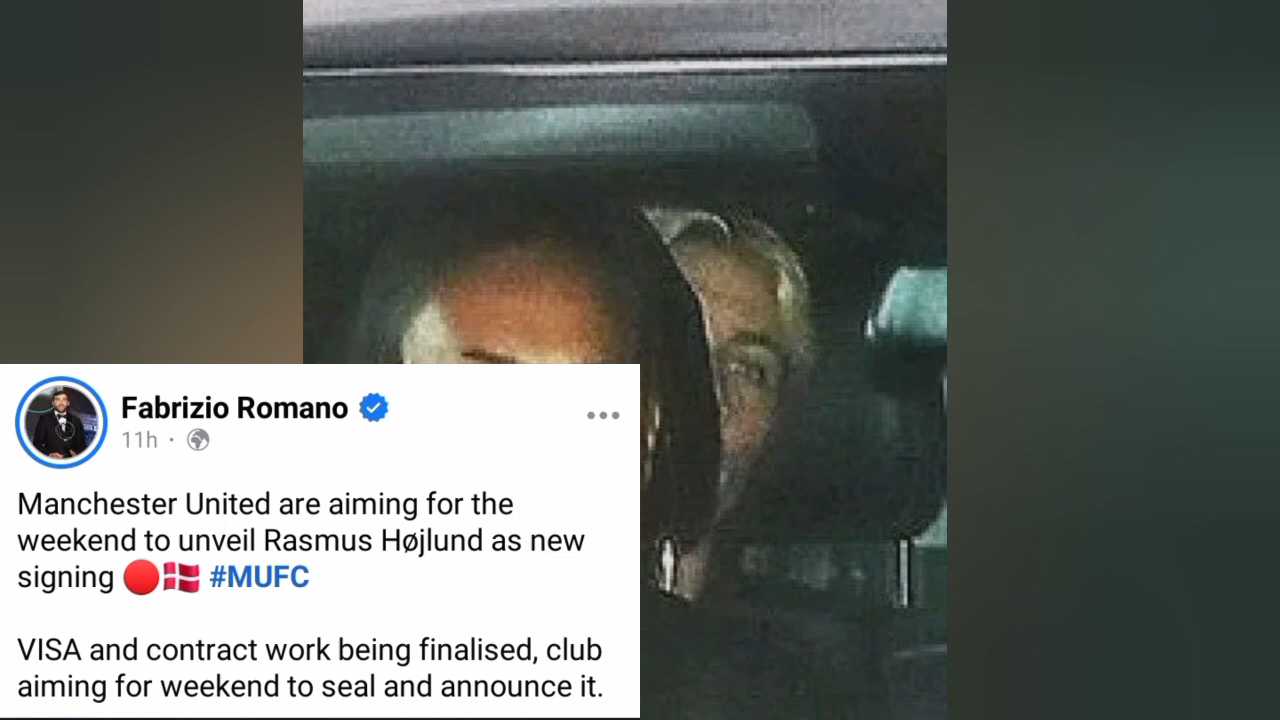 Fabrizio Romano
11h ·
Manchester United are aiming for the
weekend to unveil Rasmus Højlund as new
signing 🔴🇩🇰 #MUFC
VISA and contract work being finalised, club
aiming for weekend to seal and announce it.